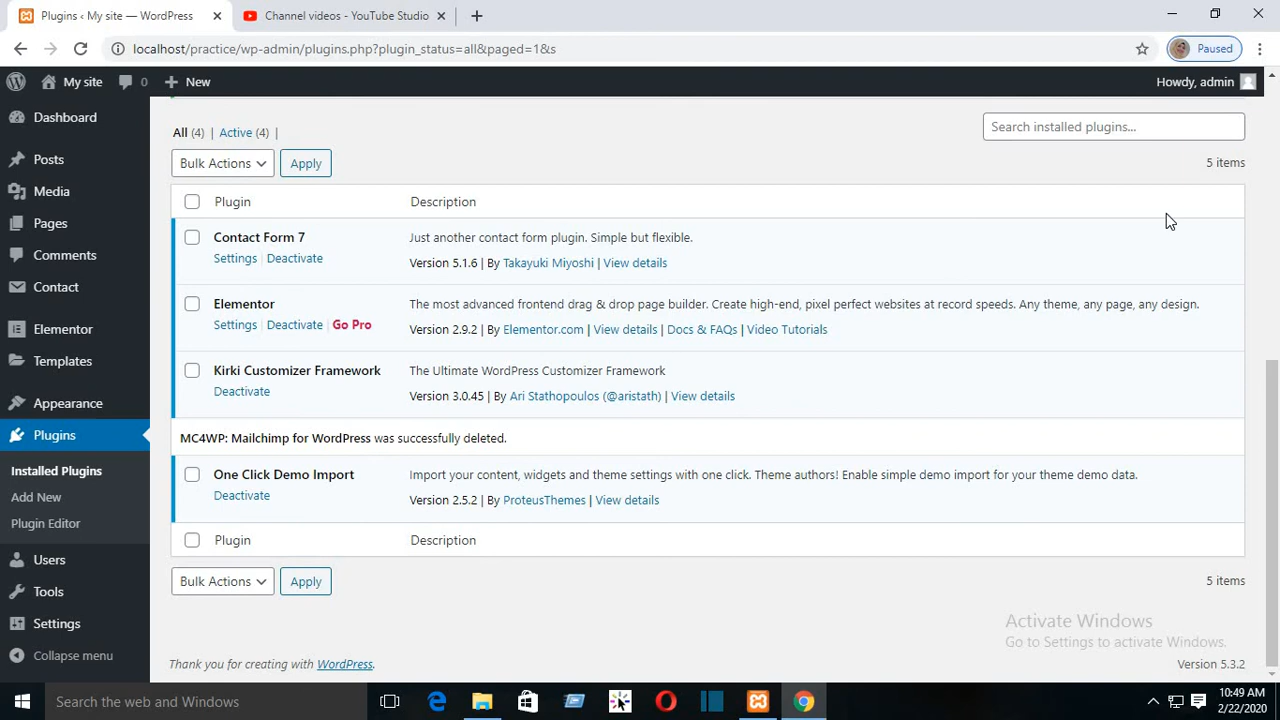 Plugins ‹ My site — WordPress
Channel videos - YouTube Studio
localhost/practice/wp-admin/plugins.php?plugin_status=all&paged=1&s
Paused
My site
0
New
Howdy, admin
Dashboard
Posts
Media
Pages
Comments
Contact
Elementor
Templates
Appearance
Plugins
Installed Plugins
Add New
Plugin Editor
Users
Tools
Settings
Collapse menu
All (4) | Active (4) |
Search installed plugins...
Bulk Actions
Apply
5 items
Plugin
Description
Contact Form 7
Just another contact form plugin. Simple but flexible.
Settings | Deactivate
Version 5.1.6 | By Takayuki Miyoshi | View details
Elementor
The most advanced frontend drag & drop page builder. Create high-end, pixel perfect websites at record speeds. Any theme, any page, any design.
Settings | Deactivate | Go Pro
Version 2.9.2 | By Elementor.com | View details | Docs & FAQs | Video Tutorials
Kirki Customizer Framework
The Ultimate WordPress Customizer Framework
Deactivate
Version 3.0.45 | By Ari Stathopoulos (@aristath) | View details
MC4WP: Mailchimp for WordPress was successfully deleted.
One Click Demo Import
Import your content, widgets and theme settings with one click. Theme authors! Enable simple demo import for your theme demo data.
Deactivate
Version 2.5.2 | By ProteusThemes | View details
Plugin
Description
Bulk Actions
Apply
5 items
Activate Windows
Go to Settings to activate Windows.
Thank you for creating with WordPress.
Version 5.3.2
Search the web and Windows
10:49 AM
2/22/2020